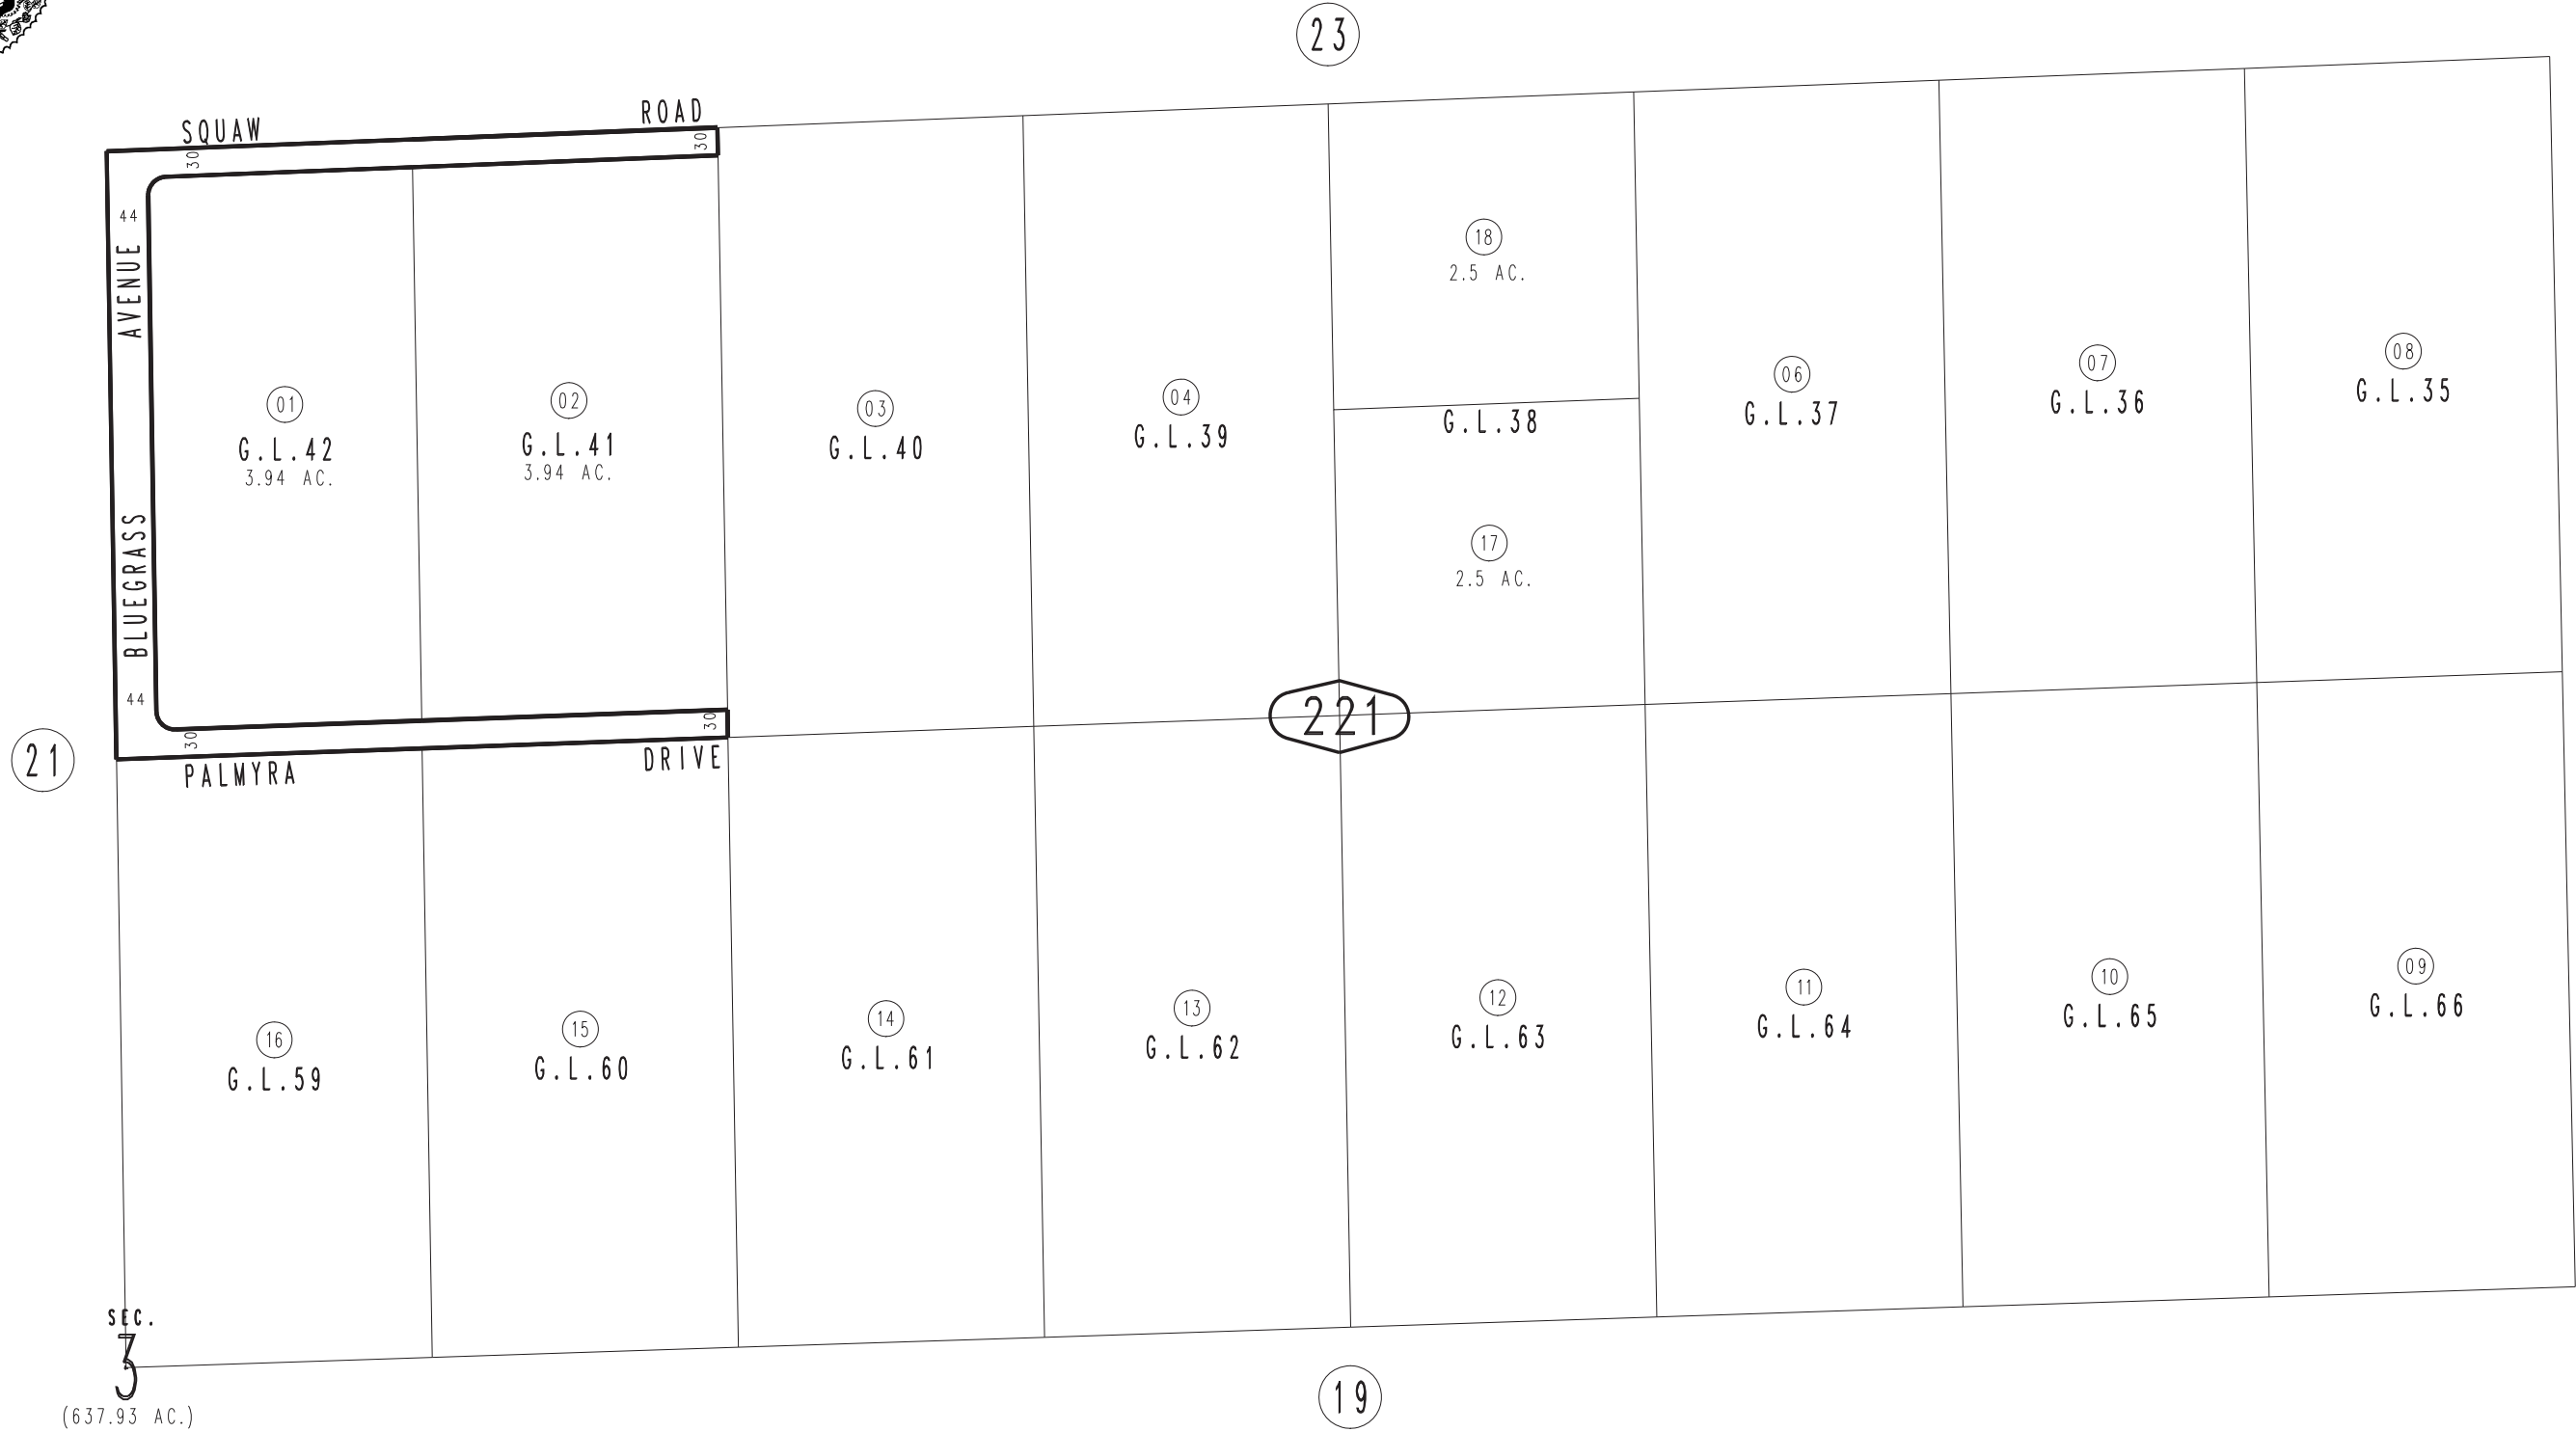 23
SQUAW ROAD
30
30
44
AVENUE
BLUEGRASS
44
01
G.L.42
3.94 AC.
02
G.L.41
3.94 AC.
03
G.L.40
04
G.L.39
18
2.5 AC.
G.L.38
17
2.5 AC.
06
G.L.37
07
G.L.36
08
G.L.35
30
30
PALMYRA DRIVE
21
221
16
G.L.59
15
G.L.60
14
G.L.61
13
G.L.62
12
G.L.63
11
G.L.64
10
G.L.65
09
G.L.66
SEC.
3
(637.93 AC.)
19